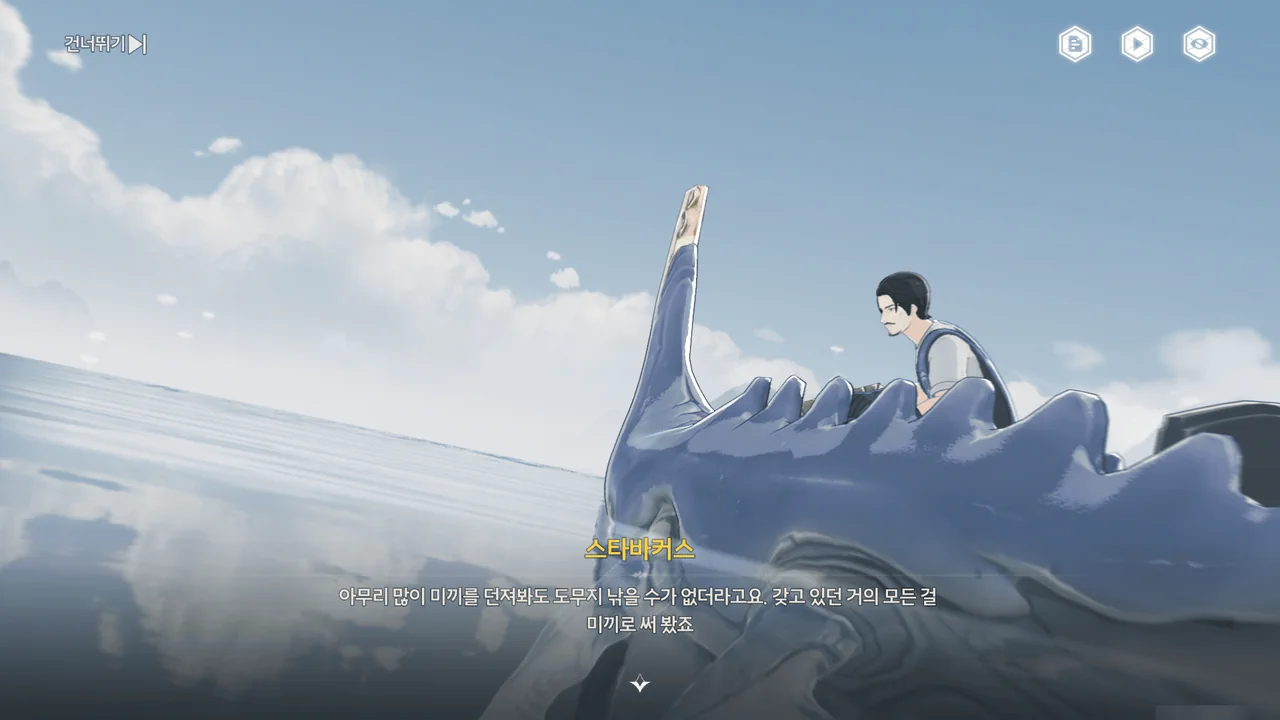 건너뛰기
스타바커스
아무리 많이 미끼를 던져봐도 도무지 낚을 수가 없더라고요. 갖고 있던 거의 모든 걸
미끼로 써 봤죠